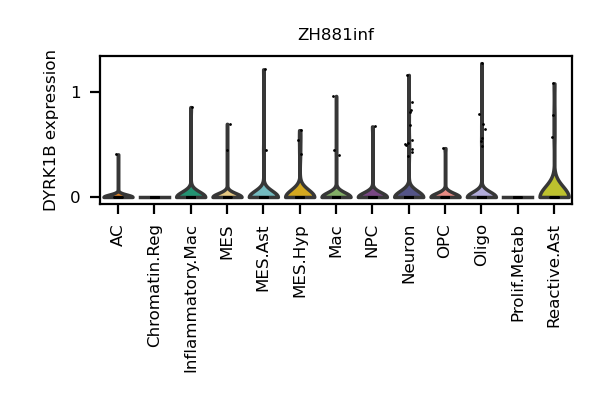 ZH881inf
DYRK1B expression
1
0
AC
Chromatin.Reg
Inflammatory.Mac
MES
MES.Ast
MES.Hyp
Mac
NPC
Neuron
OPC
Oligo
Prolif.Metab
Reactive.Ast